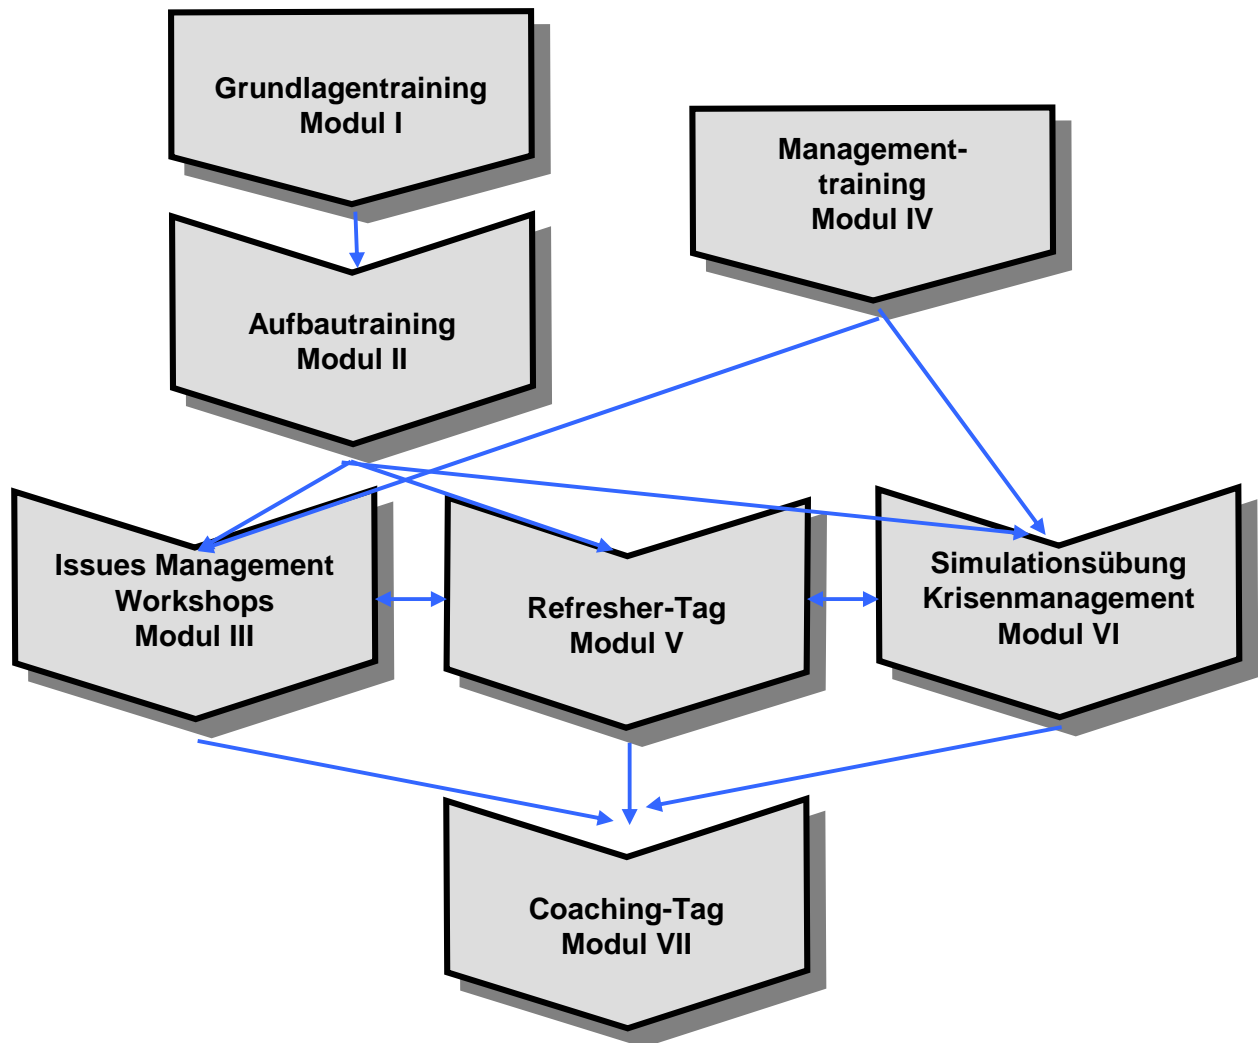 Grundlagentraining
Modul I
Management-
training
Modul IV
Aufbautraining
Modul II
Issues Management
Workshops
Modul III
Refresher-Tag
Modul V
Simulationsübung
Krisenmanagement
Modul VI
Coaching-Tag
Modul VII